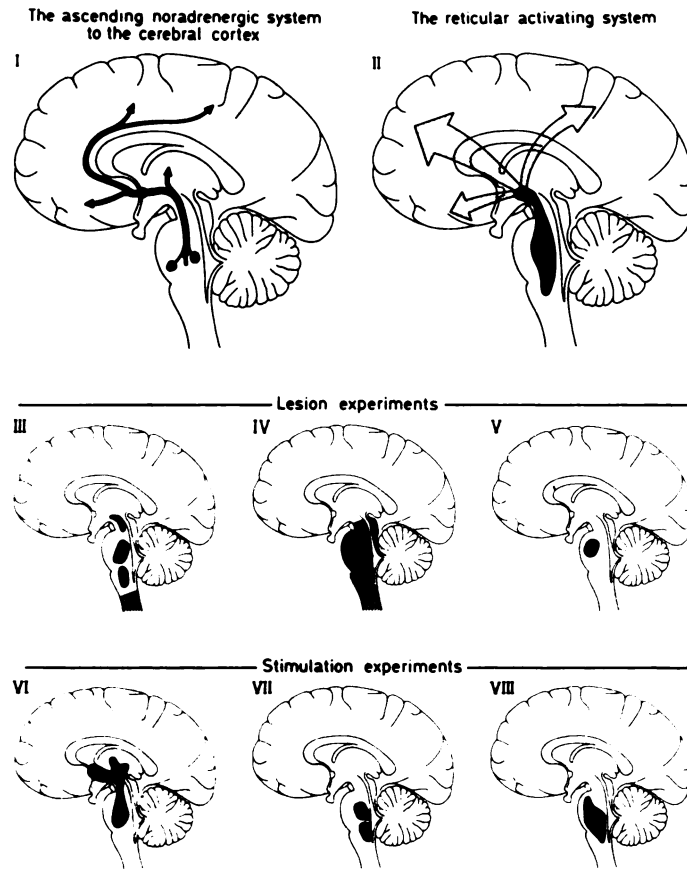 The ascending noradrenergic system
to the cerebral cortex
The reticular activating system
I
II
Lesion experiments
III
IV
V
Stimulation experiments
VI
VII
VIII